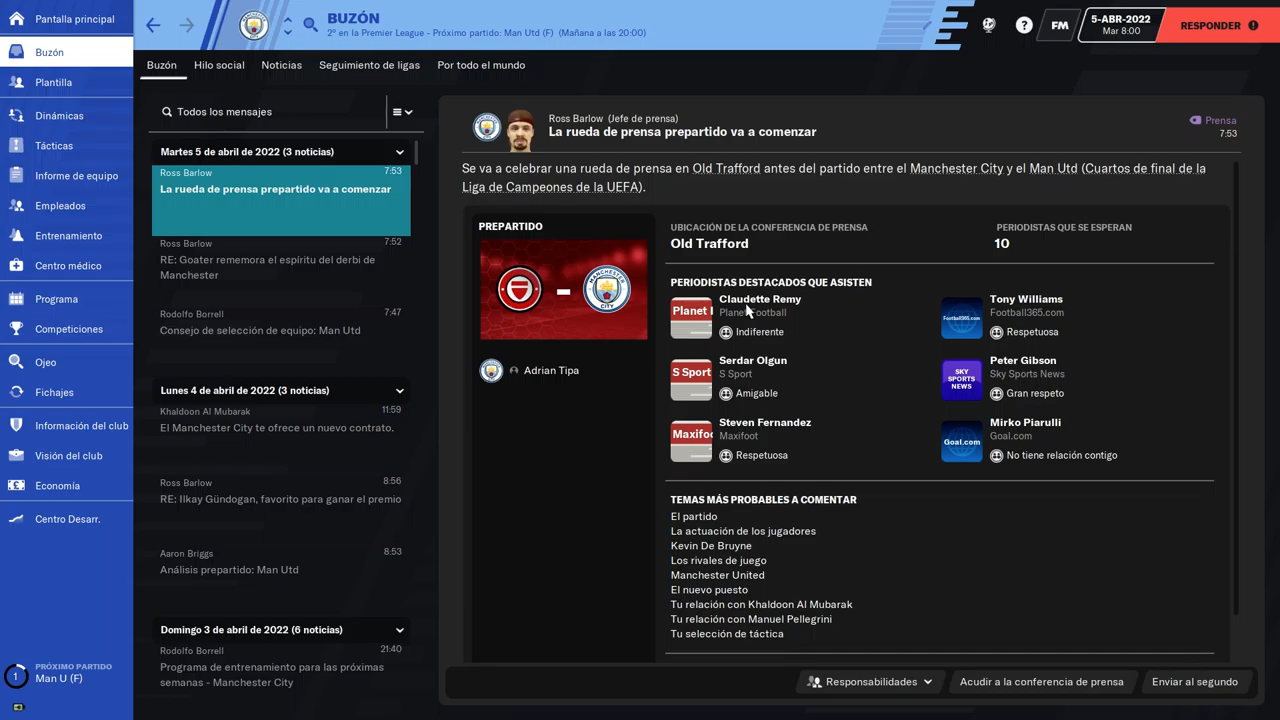 Pantalla principal
Buzón
Plantilla
Dinámicas
Tácticas
Informe de equipo
Empleados
Entrenamiento
Centro médico
Programa
Competiciones
Ojeo
Fichajes
Información del club
Visión del club
Economía
Centro Desarr.
1
PRÓXIMO PARTIDO
Man U (F)
BUZÓN
2º en la Premier League - Próximo partido: Man Utd (F) (Mañana a las 20:00)
?
FM
5-ABR-2022
Mar 8:00
RESPONDER
Buzón
Hilo social
Noticias
Seguimiento de ligas
Por todo el mundo
Todos los mensajes
Martes 5 de abril de 2022 (3 noticias)
Ross Barlow 7:53
La rueda de prensa prepartido va a comenzar
Ross Barlow 7:52
RE: Goater rememora el espíritu del derbi de
Manchester
Rodolfo Borrell 7:47
Consejo de selección de equipo: Man Utd
Lunes 4 de abril de 2022 (3 noticias)
Khaldoon Al Mubarak 11:59
El Manchester City te ofrece un nuevo contrato.
Ross Barlow 8:56
RE: Ilkay Gündogan, favorito para ganar el premio
Aaron Briggs 8:53
Análisis prepartido: Man Utd
Domingo 3 de abril de 2022 (6 noticias)
Rodolfo Borrell 21:40
Programa de entrenamiento para las próximas
semanas - Manchester City
Ross Barlow (Jefe de prensa)
La rueda de prensa prepartido va a comenzar
Prensa
7:53
Se va a celebrar una rueda de prensa en Old Trafford antes del partido entre el Manchester City y el Man Utd (Cuartos de final de la
Liga de Campeones de la UEFA).
PREPARTIDO
MANCHESTER
CITY
Adrian Tipa
UBICACIÓN DE LA CONFERENCIA DE PRENSA
Old Trafford
PERIODISTAS QUE SE ESPERAN
10
PERIODISTAS DESTACADOS QUE ASISTEN
Planet
Claudette Remy
Planet Football
Indiferente
Football365.com
Tony Williams
Football365.com
Respetuosa
S Sport
Serdar Olgun
S Sport
Amigable
SKY
SPORTS
NEWS
Peter Gibson
Sky Sports News
Gran respeto
Maxifoo
Steven Fernandez
Maxifoot
Respetuosa
Goal.com
Mirko Piarulli
Goal.com
No tiene relación contigo
TEMAS MÁS PROBABLES A COMENTAR
El partido
La actuación de los jugadores
Kevin De Bruyne
Los rivales de juego
Manchester United
El nuevo puesto
Tu relación con Khaldoon Al Mubarak
Tu relación con Manuel Pellegrini
Tu selección de táctica
Responsabilidades
Acudir a la conferencia de prensa
Enviar al segundo